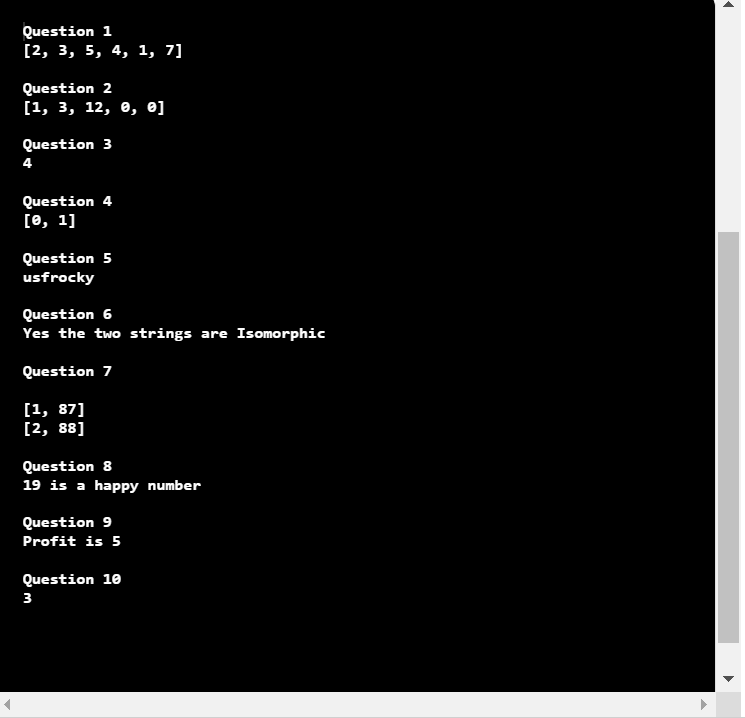 Question 1
[2, 3, 5, 4, 1, 7]
Question 2
[1, 3, 12, 0, 0]
Question 3
4
Question 4
[0, 1]
Question 5
usfrocky
Question 6
Yes the two strings are Isomorphic
Question 7
[1, 87]
[2, 88]
Question 8
19 is a happy number
Question 9
Profit is 5
Question 10
3